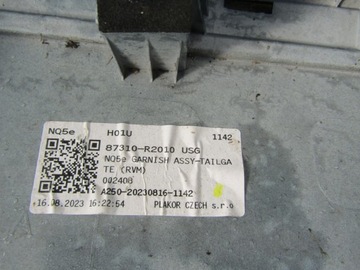 NQ5e H01U 1142
87310-R2010 USG
NQ5e GARNISH ASSY-TAILGA
TE (RVM)
002408
A250-20230816-1142
16.08.2023 16:22:54 PLAKOR CZECH s.r.o